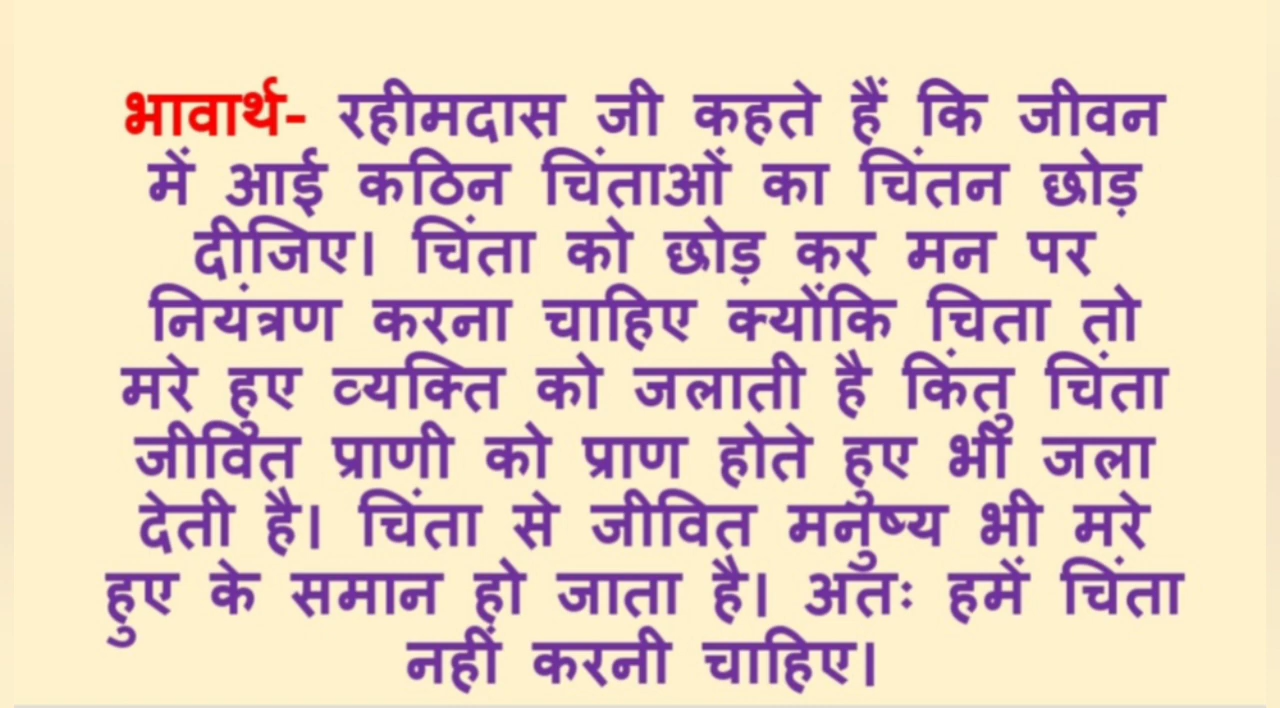 भावार्थ- रहीमदास जी कहते हैं कि जीवन
में आई कठिन चिंताओं का चिंतन छोड़
दीजिए। चिंता को छोड़ कर मन पर
नियंत्रण करना चाहिए क्योंकि चिता तो
मरे हुए व्यक्ति को जलाती है किंतु चिंता
जीवित प्राणी को प्राण होते हुए भी जला
देती है। चिंता से जीवित मनुष्य भी मरे
हुए के समान हो जाता है। अतः हमें चिंता
नहीं करनी चाहिए।